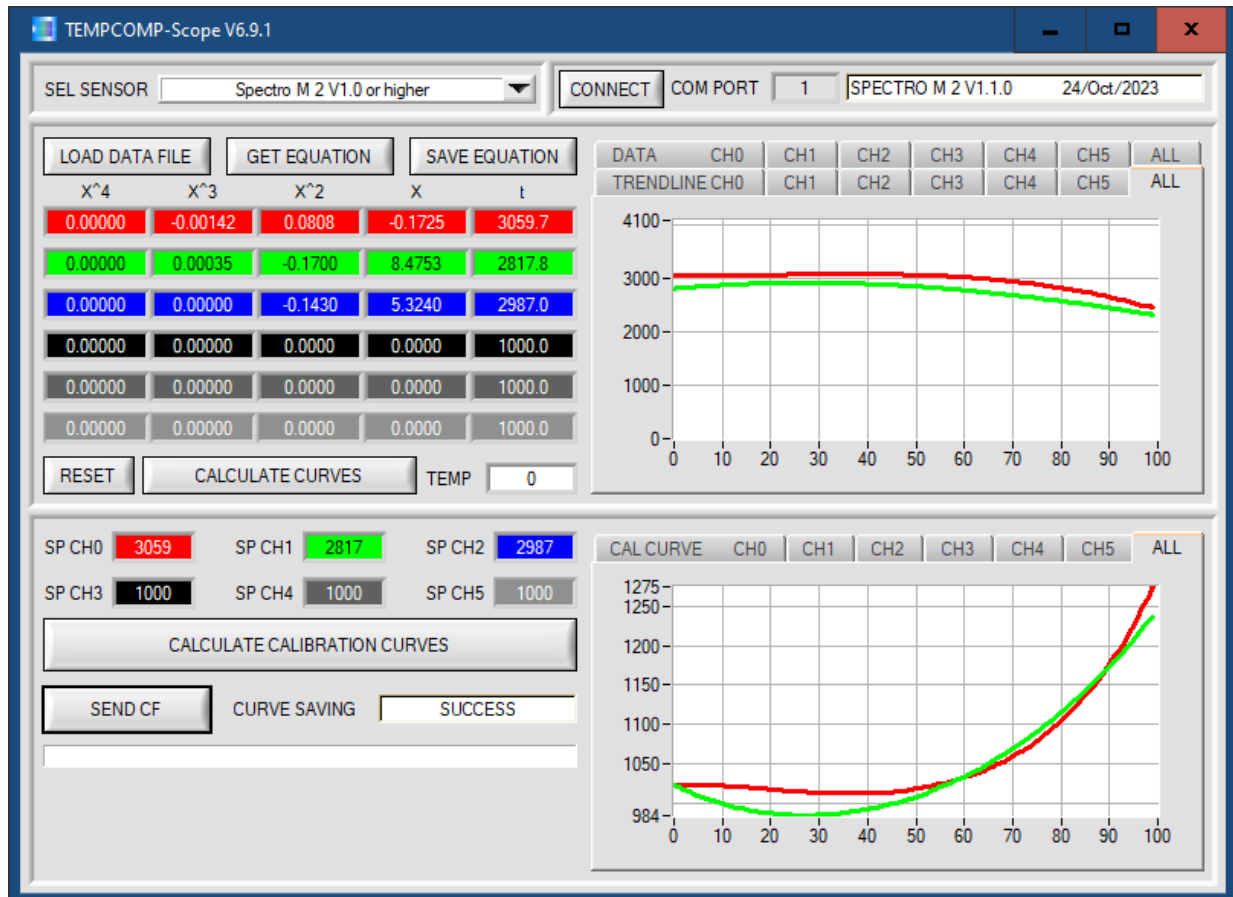 TEMPCOMP-Scope V6.9.1
SEL SENSOR Spectro M 2 V1.0 or higher CONNECT COM PORT 1 SPECTRO M 2 V1.1.0 24/Oct/2023
LOAD DATA FILE GET EQUATION SAVE EQUATION
X^4 X^3 X^2 X t
0.00000 -0.00142 0.0808 -0.1725 3059.7
0.00000 0.00035 -0.1700 8.4753 2817.8
0.00000 0.00000 -0.1430 5.3240 2987.0
0.00000 0.00000 0.0000 0.0000 1000.0
0.00000 0.00000 0.0000 0.0000 1000.0
0.00000 0.00000 0.0000 0.0000 1000.0
RESET CALCULATE CURVES TEMP 0
DATA CH0 CH1 CH2 CH3 CH4 CH5 ALL
TRENDLINE CH0 CH1 CH2 CH3 CH4 CH5 ALL
4100
3000
2000
1000
0
0 10 20 30 40 50 60 70 80 90 100
SP CH0 3059 SP CH1 2817 SP CH2 2987
SP CH3 1000 SP CH4 1000 SP CH5 1000
CALCULATE CALIBRATION CURVES
SEND CF CURVE SAVING SUCCESS
CAL CURVE CH0 CH1 CH2 CH3 CH4 CH5 ALL
1275
1250
1200
1150
1100
1050
984
0 10 20 30 40 50 60 70 80 90 100